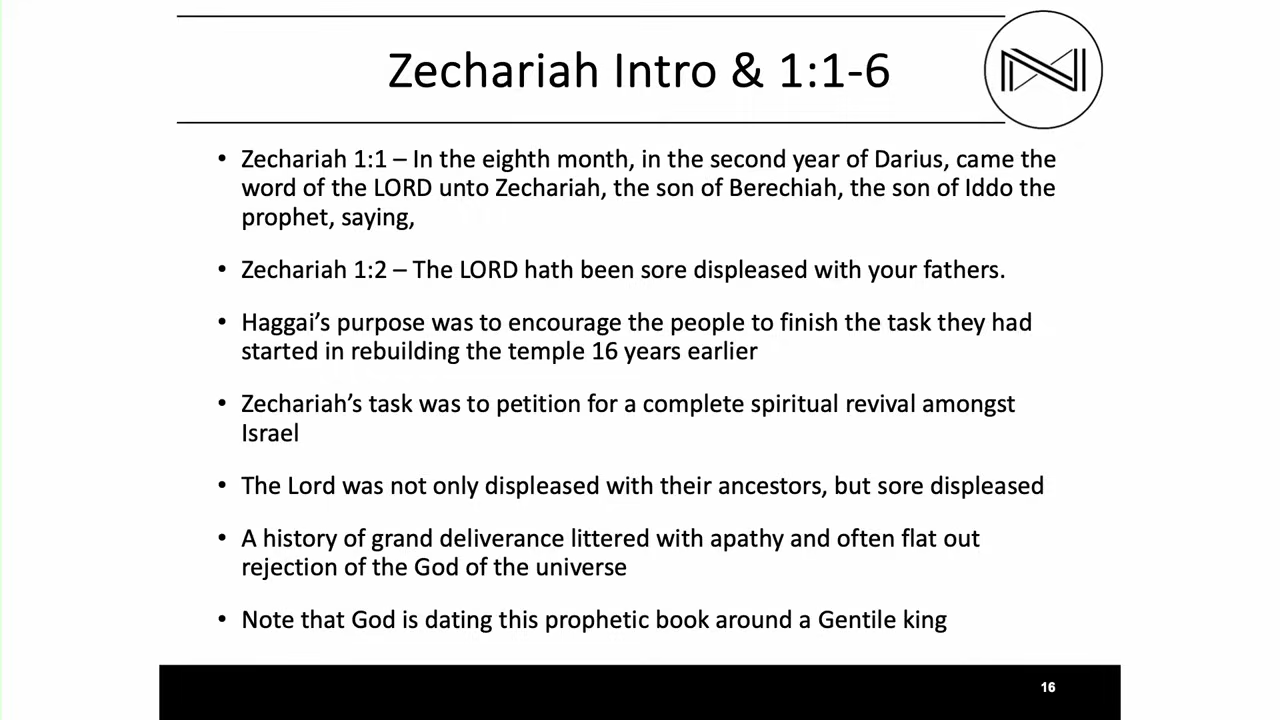 Zechariah Intro & 1:1-6
• Zechariah 1:1 – In the eighth month, in the second year of Darius, came the
word of the LORD unto Zechariah, the son of Berechiah, the son of Iddo the
prophet, saying,
• Zechariah 1:2 – The LORD hath been sore displeased with your fathers.
• Haggai’s purpose was to encourage the people to finish the task they had
started in rebuilding the temple 16 years earlier
• Zechariah’s task was to petition for a complete spiritual revival amongst
Israel
• The Lord was not only displeased with their ancestors, but sore displeased
• A history of grand deliverance littered with apathy and often flat out
rejection of the God of the universe
• Note that God is dating this prophetic book around a Gentile king
16